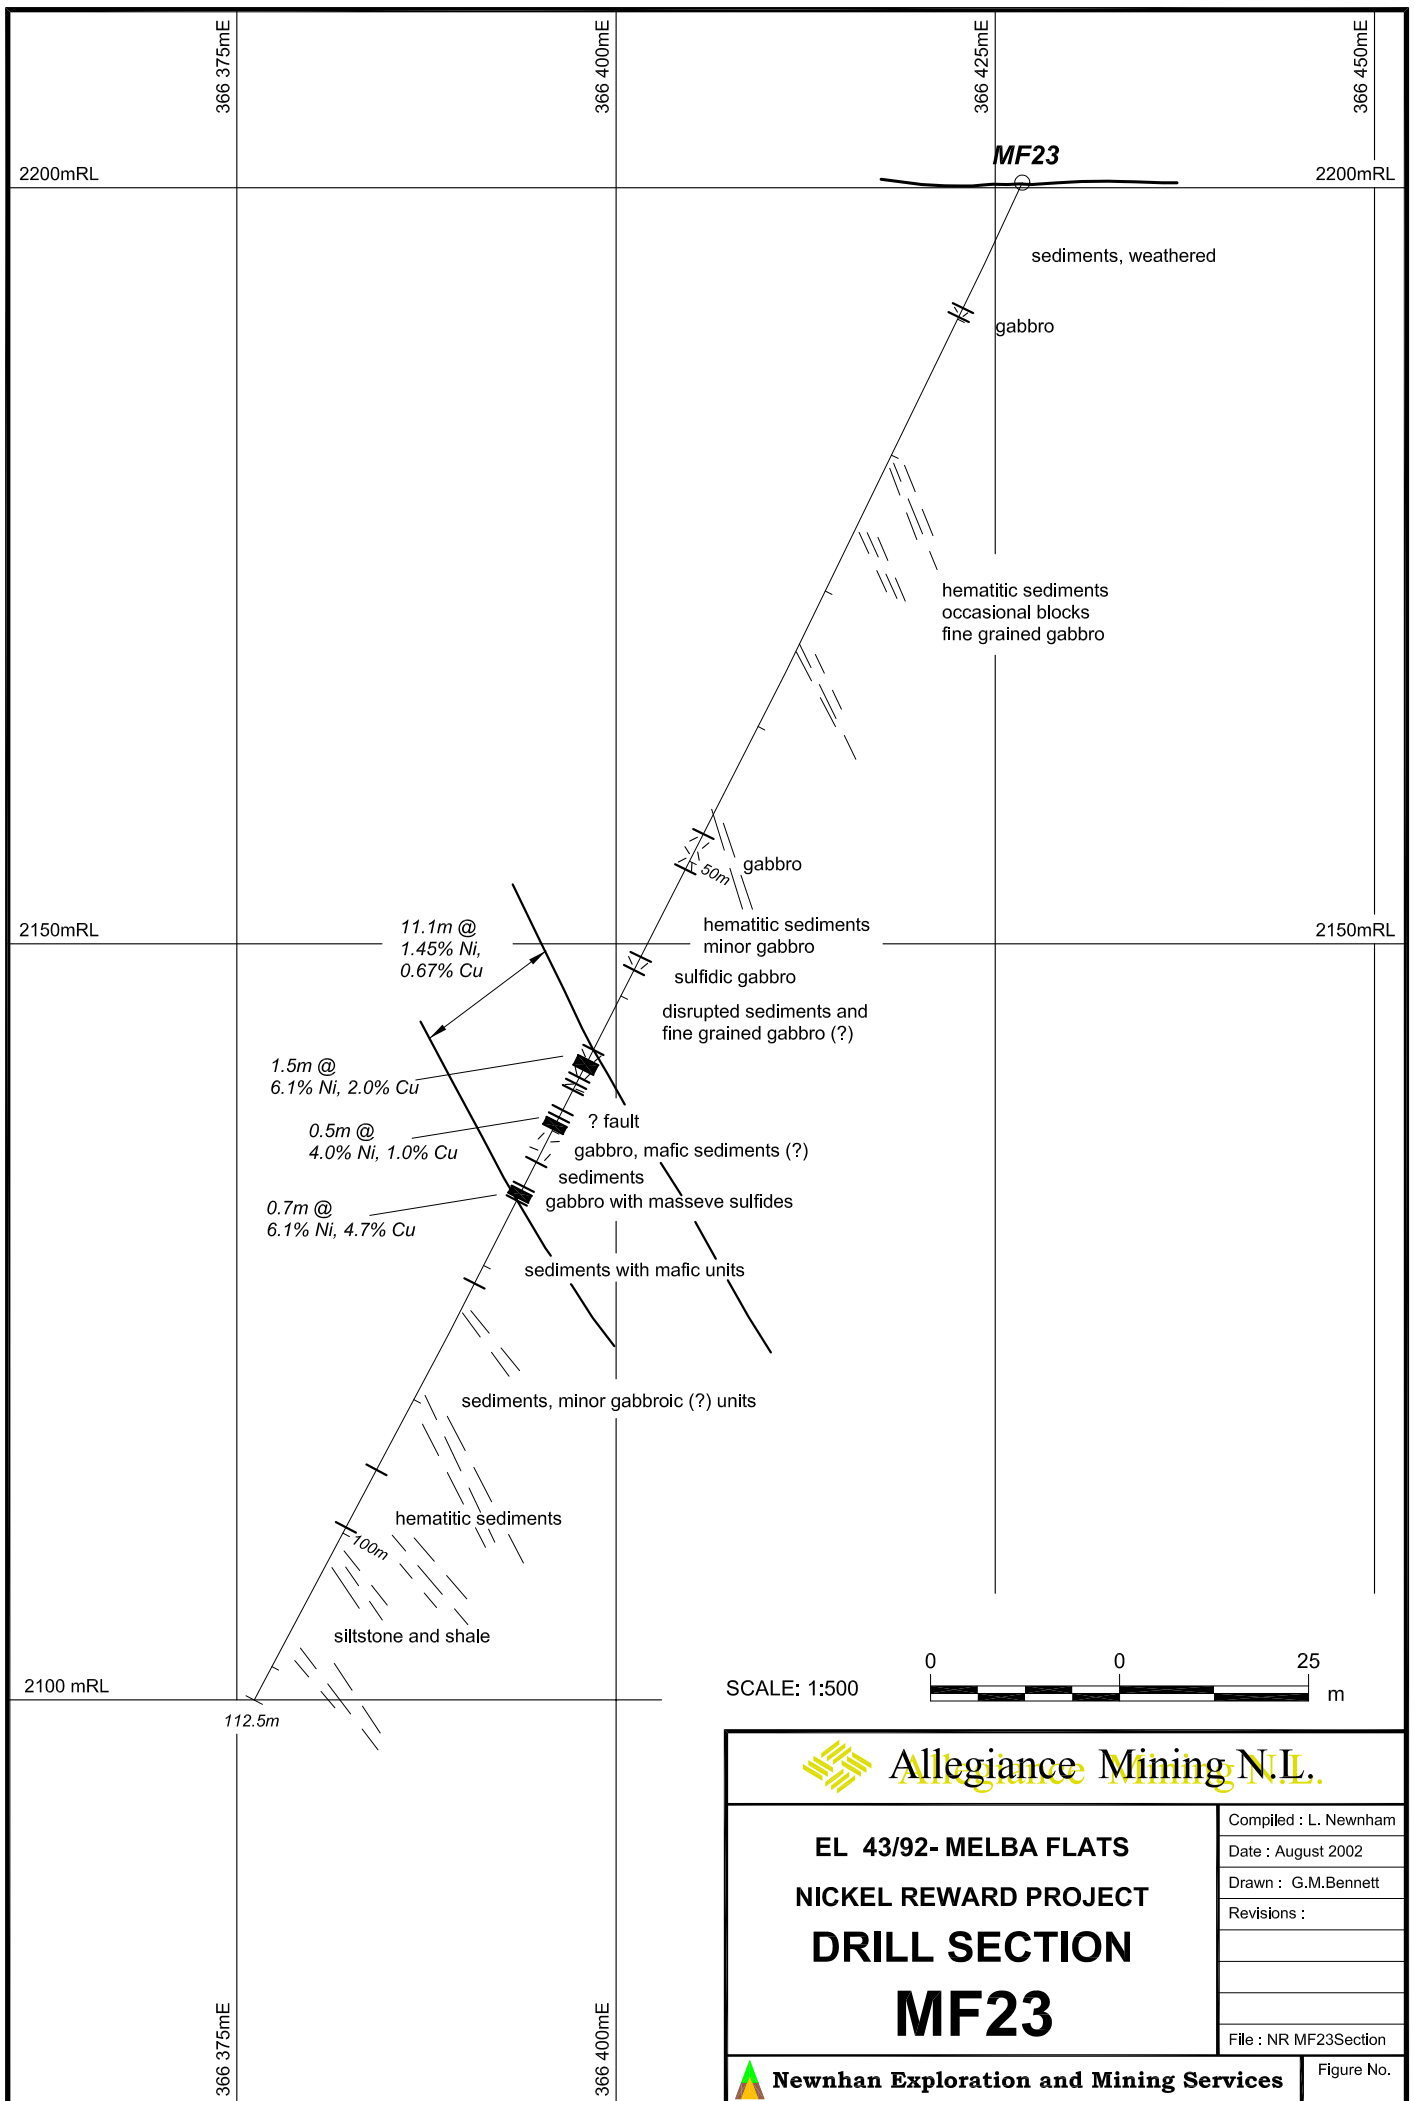 366 375mE
366 400mE
366 425mE
366 450mE
MF23
2200mRL
2200mRL
sediments, weathered
gabbro
hematitic sediments
occasional blocks
fine grained gabbro
gabbro
50m
hematitic sediments
minor gabbro
11.1m @
1.45% Ni,
0.67% Cu
2150mRL
2150mRL
sulfidic gabbro
disrupted sediments and
fine grained gabbro (?)
1.5m @
6.1% Ni, 2.0% Cu
? fault
0.5m @
4.0% Ni, 1.0% Cu
gabbro, mafic sediments (?)
sediments
gabbro with masseve sulfides
0.7m @
6.1% Ni, 4.7% Cu
sediments with mafic units
sediments, minor gabbroic (?) units
hematitic sediments
100m
siltstone and shale
2100 mRL
112.5m
SCALE: 1:500
0 0 25
m
Allegiance Mining N.L.
EL 43/92- MELBA FLATS
NICKEL REWARD PROJECT
DRILL SECTION
MF23
Compiled : L. Newnham
Date : August 2002
Drawn : G.M.Bennett
Revisions :
File : NR MF23Section
Newnhan Exploration and Mining Services
Figure No.
366 375mE
366 400mE